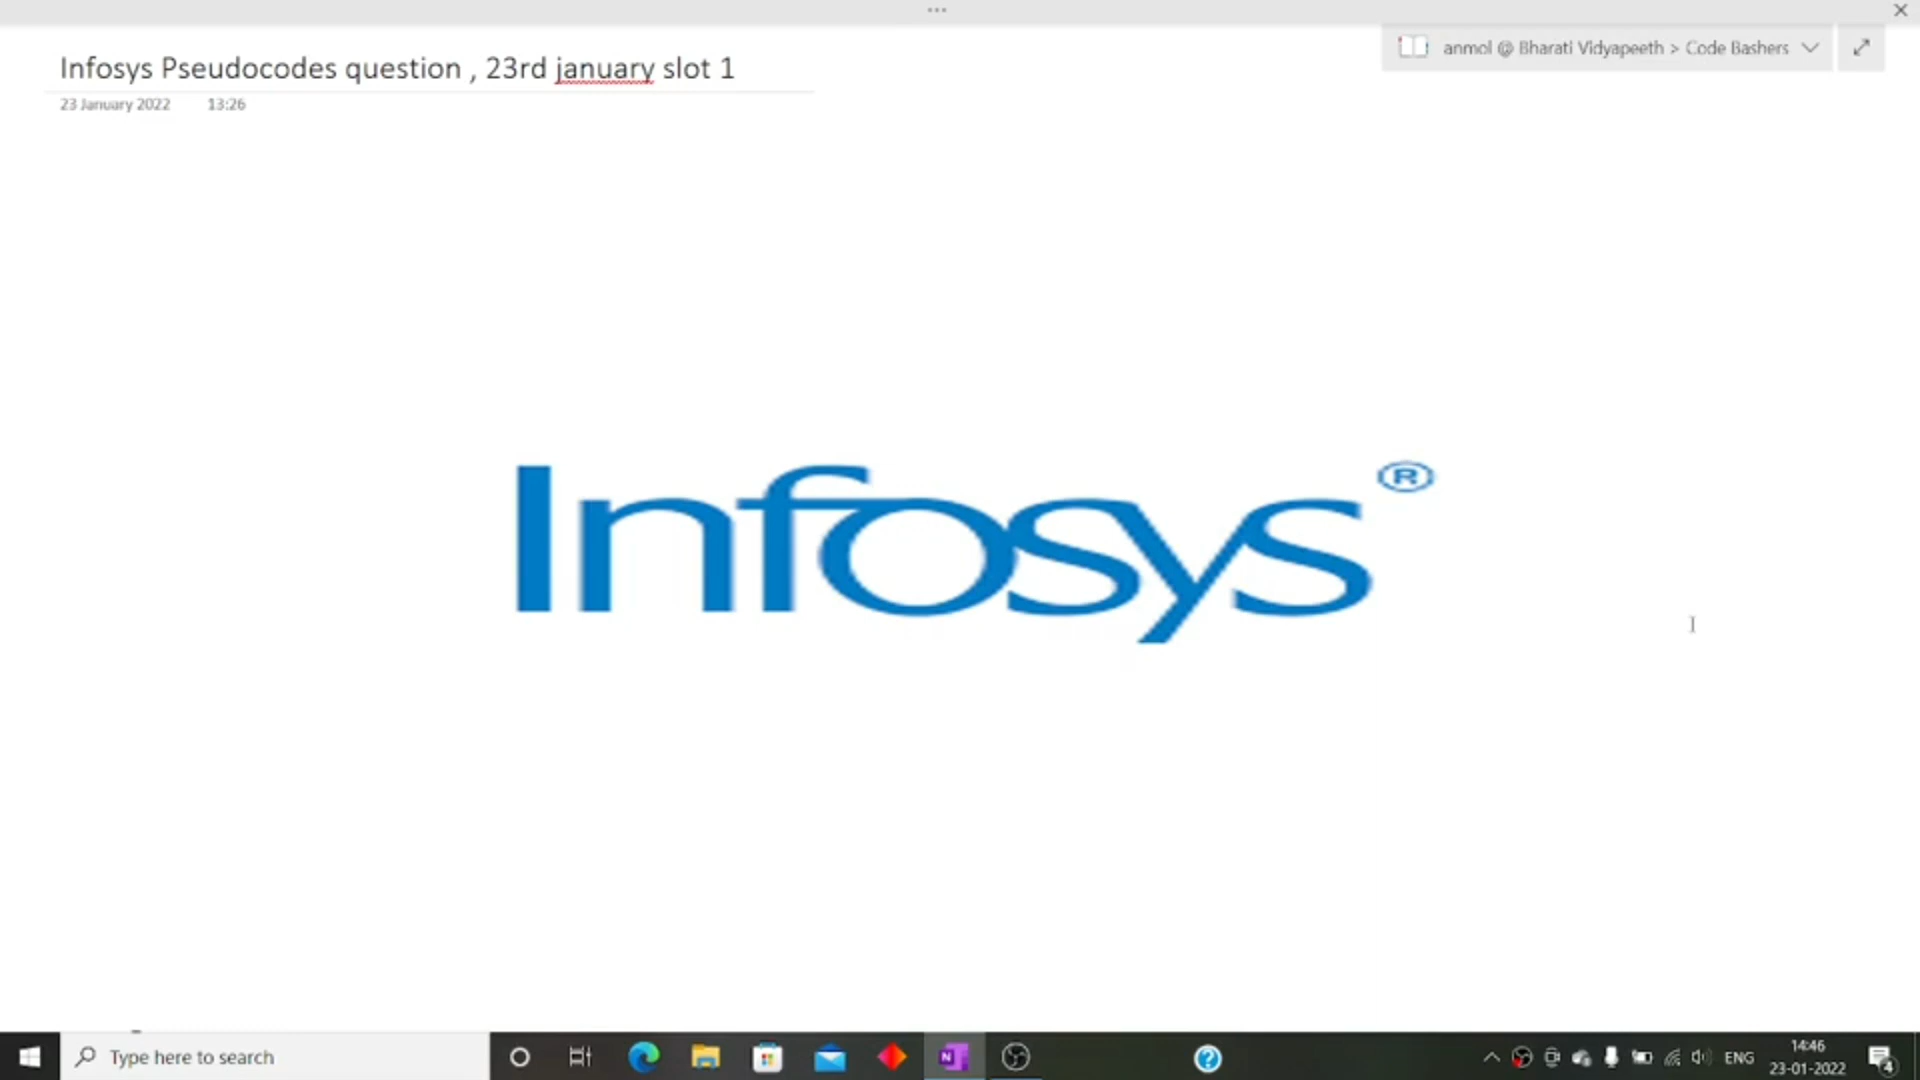 anmol @ Bharati Vidyapeeth > Code Bashers
Infosys Pseudocodes question , 23rd january slot 1
23 January 2022 13:26
Infosys®
Type here to search
ENG
14:46
23-01-2022
4